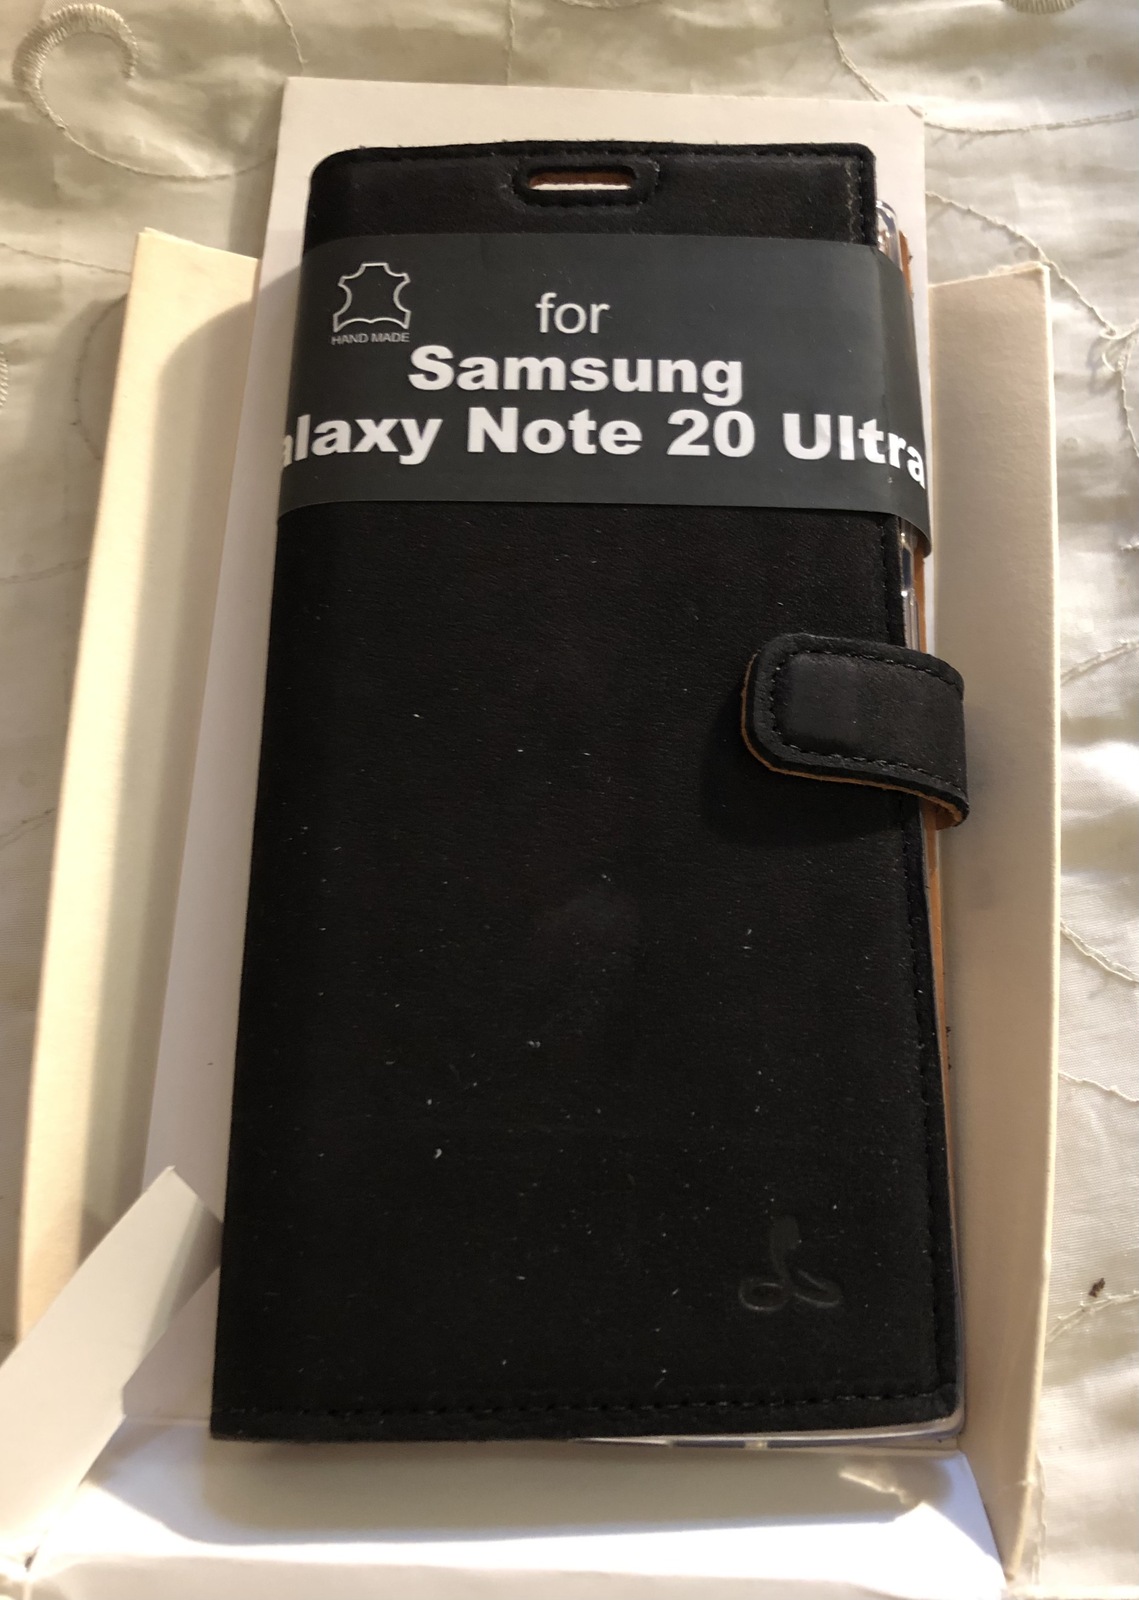 HAND MADE
for
Samsung
alaxy Note 20 Ultra